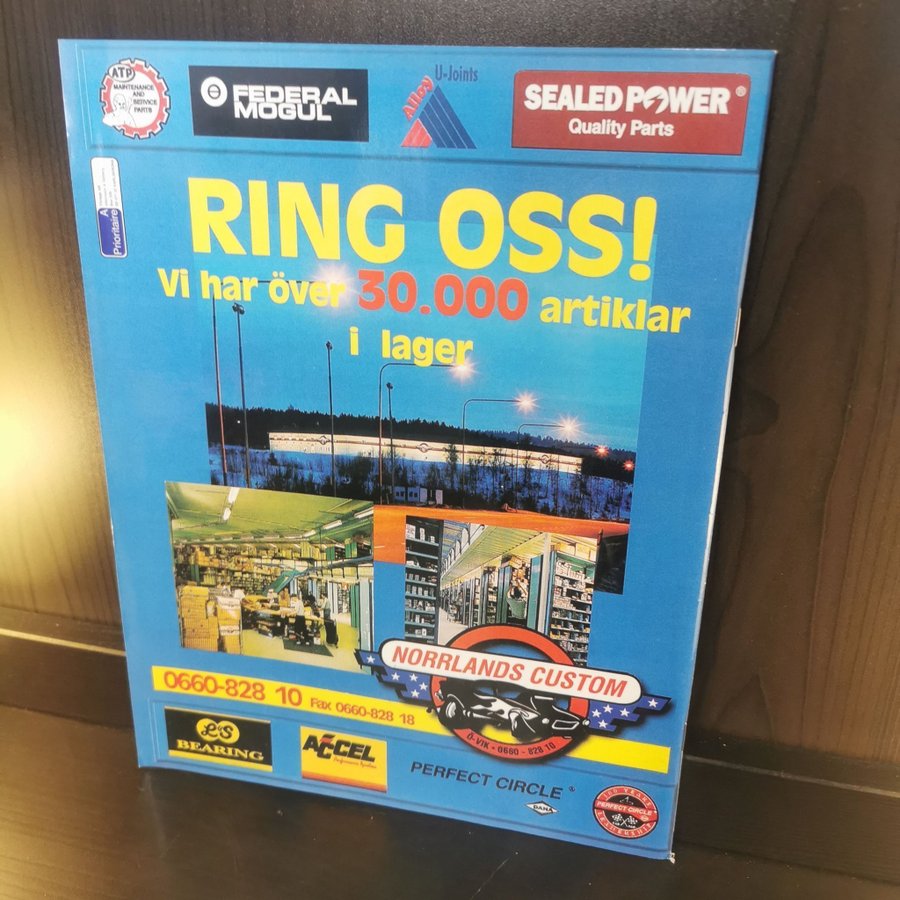 ATP
MAINTENANCE
AND
SERVICE
PARTS
FEDERAL
MOGUL
Alloy
U-Joints
SEALED POWER®
Quality Parts
A
Prioritaire
RING OSS!
Vi har över 30.000 artiklar
i lager
NORRLANDS CUSTOM
Ö-VIK • 0660 - 828 10
0660-828 10 Fax 0660-828 18
L&S
BEARING
ACCEL
PERFECT CIRCLE®
DANA
100 YEARS
PERFECT CIRCLE